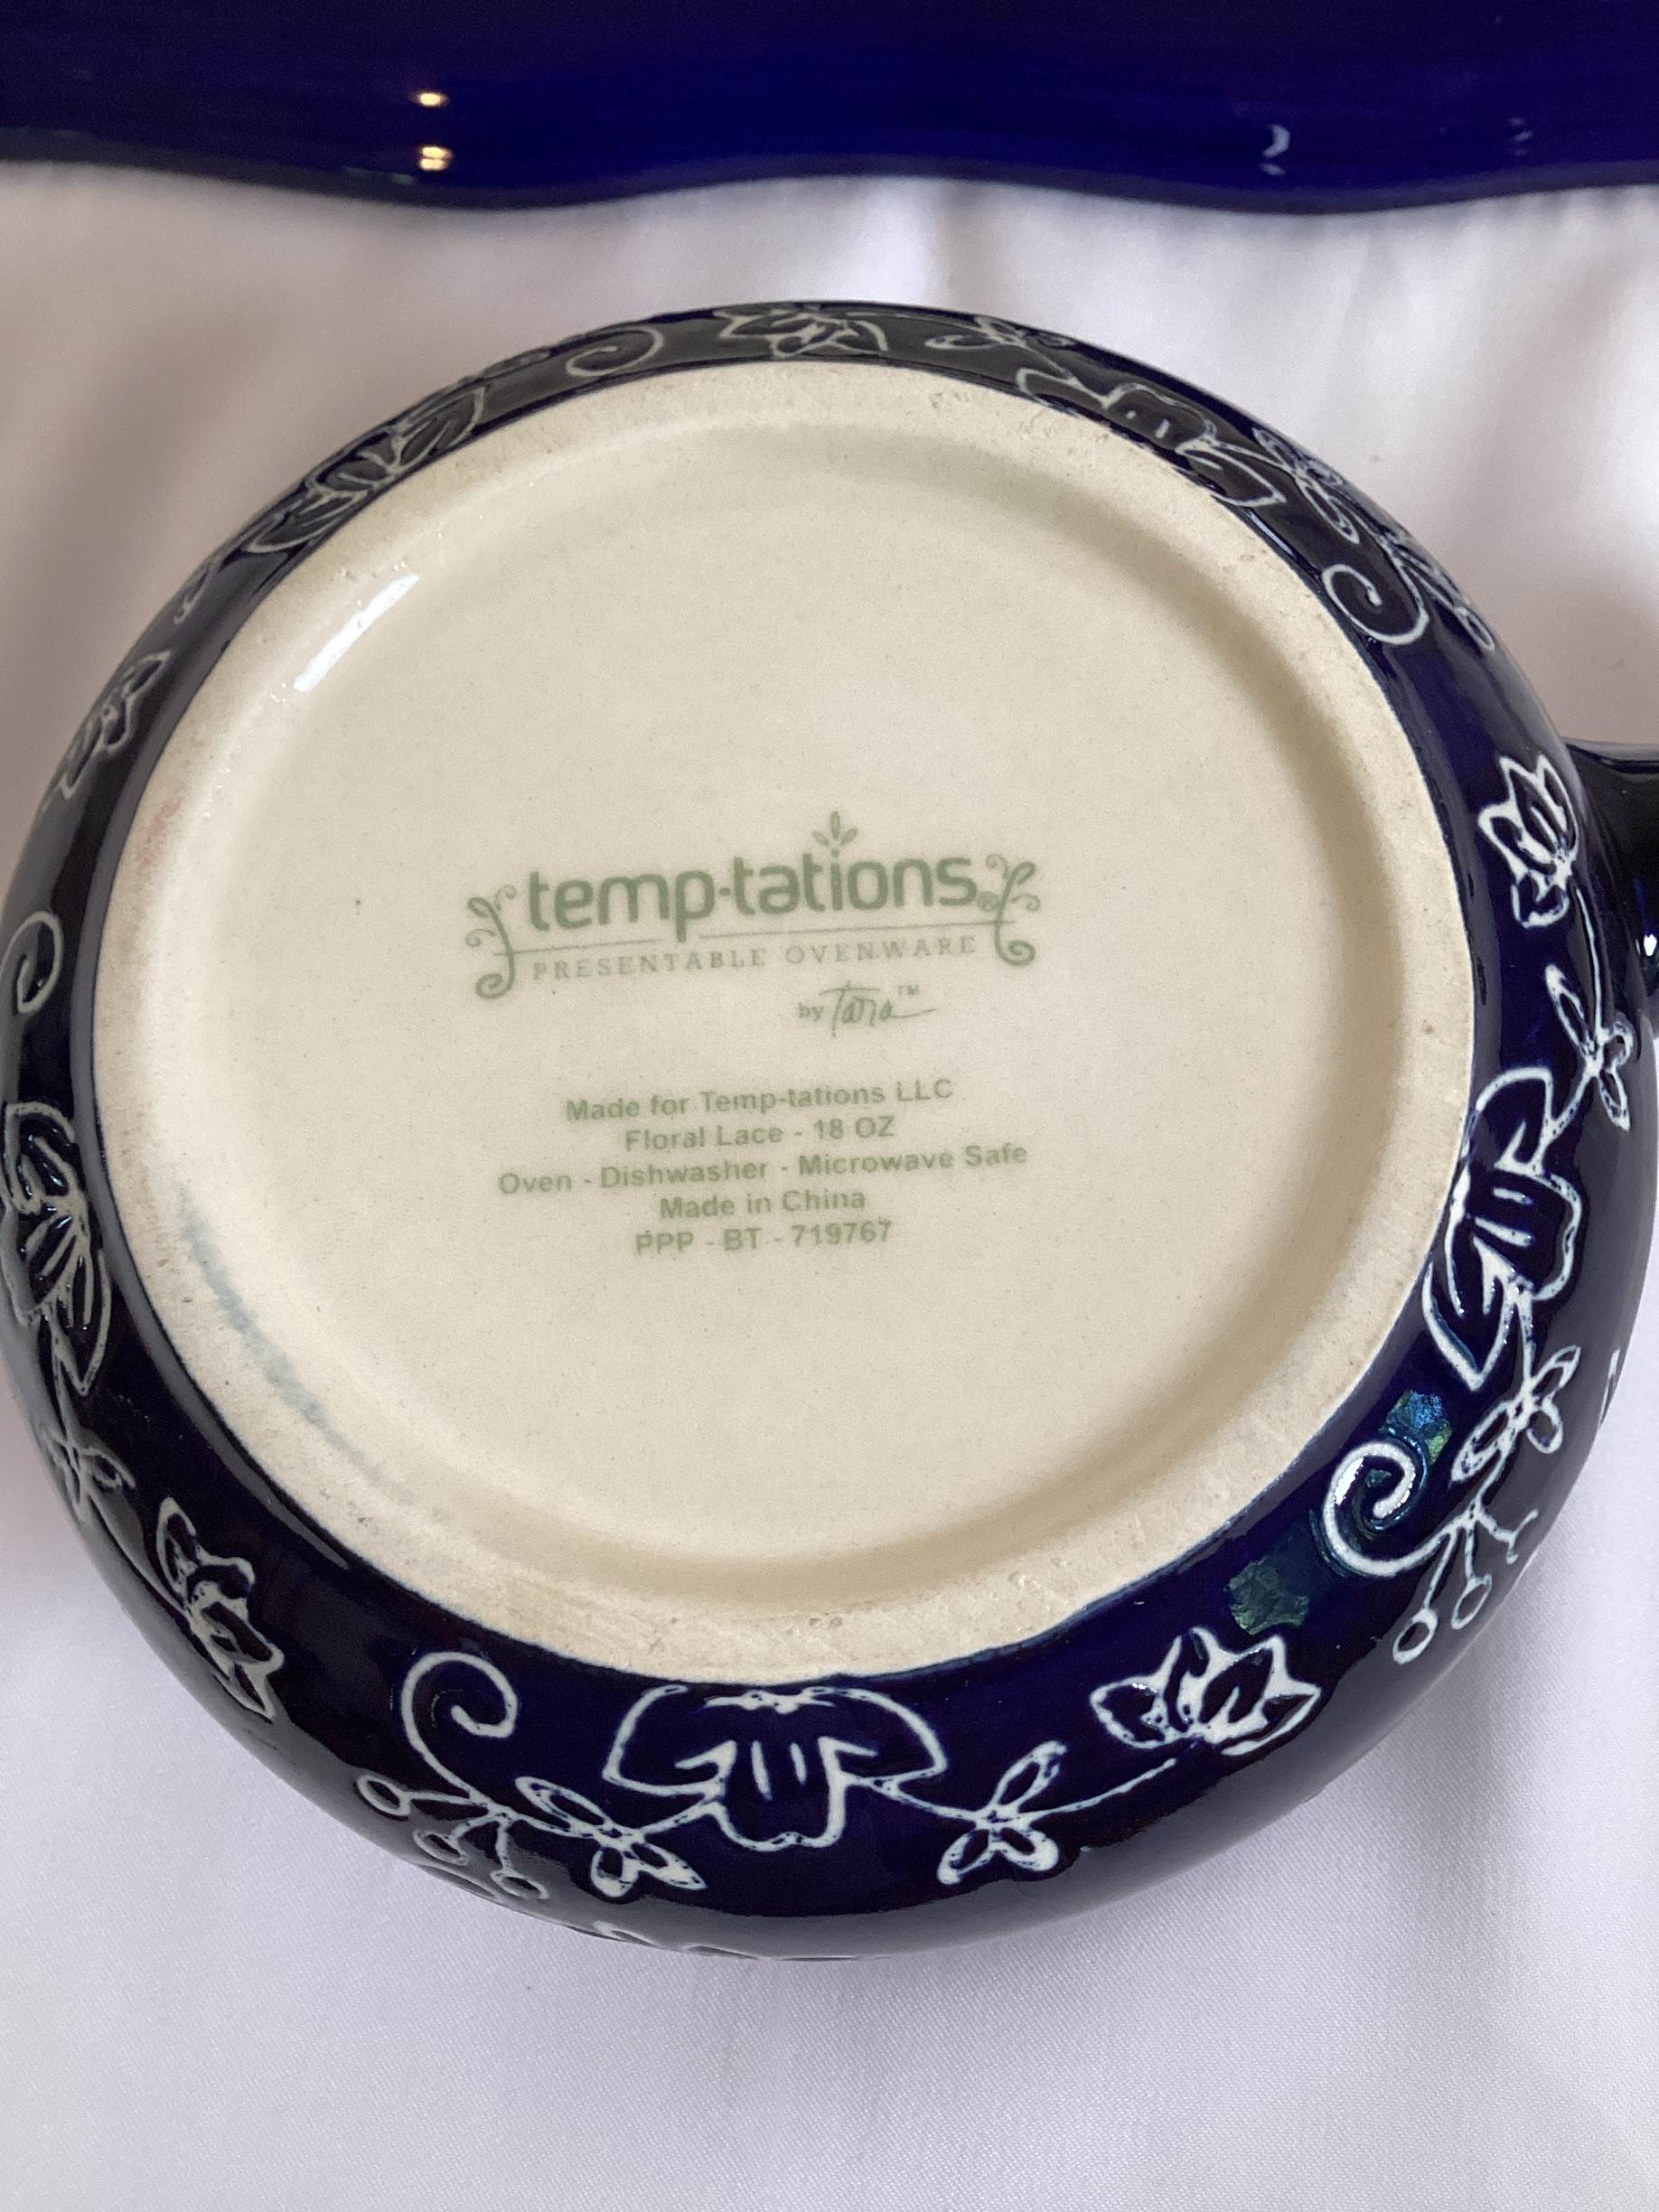 temp-tations®
PRESENTABLE OVENWARE
by Tara™
Made for Temp-tations LLC
Floral Lace - 18 OZ
Oven - Dishwasher - Microwave Safe
Made in China
PPP - BT - 719767